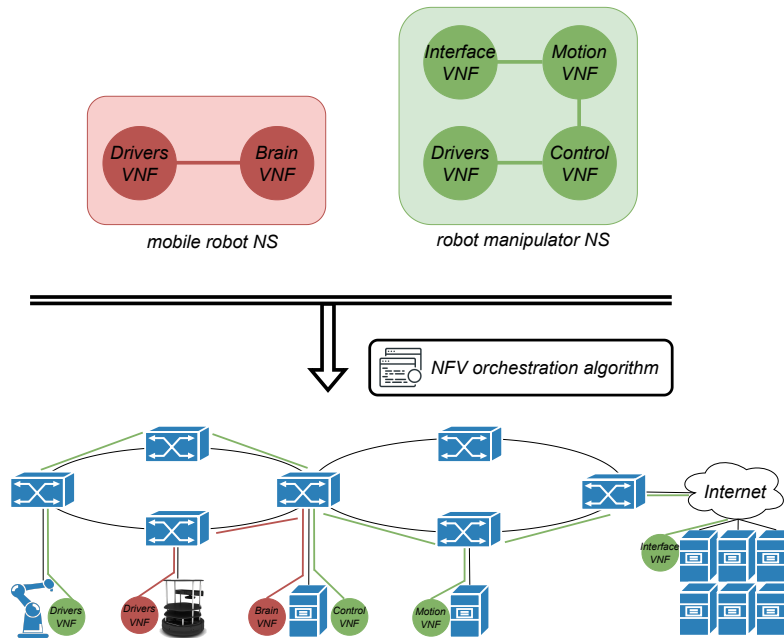 Interface
VNF
Motion
VNF
Drivers
VNF
Brain
VNF
Drivers
VNF
Control
VNF
mobile robot NS
robot manipulator NS
NFV orchestration algorithm
Internet
Interface
VNF
Drivers
VNF
Drivers
VNF
Brain
VNF
Control
VNF
Motion
VNF